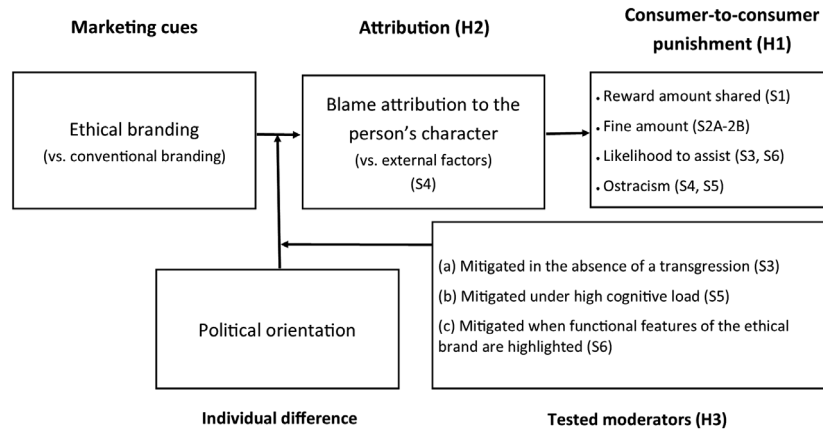 Marketing cues
Attribution (H2)
Consumer-to-consumer
punishment (H1)
Ethical branding
(vs. conventional branding)
Blame attribution to the
person's character
(vs. external factors)
(S4)
• Reward amount shared (S1)
• Fine amount (S2A-2B)
• Likelihood to assist (S3, S6)
• Ostracism (S4, S5)
Political orientation
(a) Mitigated in the absence of a transgression (S3)
(b) Mitigated under high cognitive load (S5)
(c) Mitigated when functional features of the ethical
brand are highlighted (S6)
Individual difference
Tested moderators (H3)